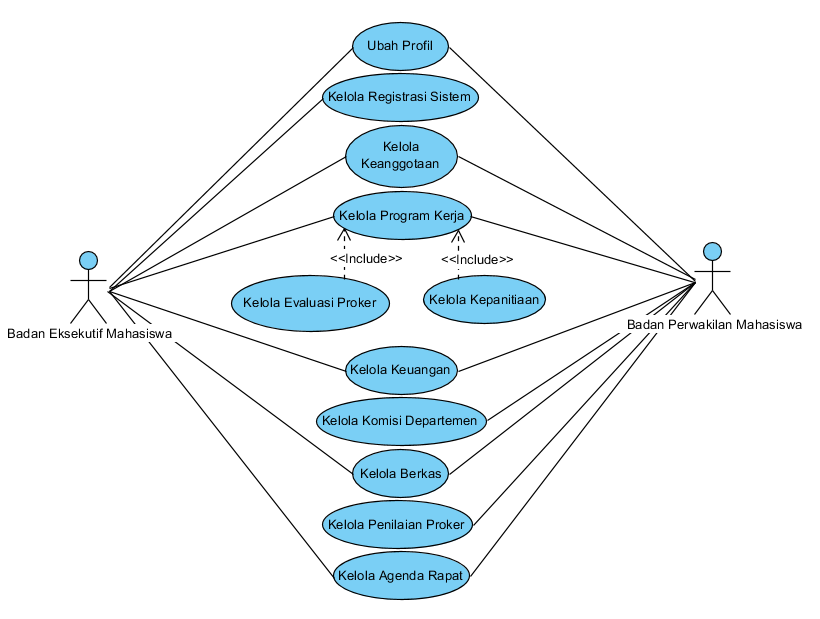 Ubah Profil
Kelola Registrasi Sistem
Kelola
Keanggotaan
Kelola Program Kerja
<<Include>>
<<Include>>
Kelola Evaluasi Proker
Kelola Kepanitiaan
Badan Eksekutif Mahasiswa
Badan Perwakilan Mahasiswa
Kelola Keuangan
Kelola Komisi Departemen
Kelola Berkas
Kelola Penilaian Proker
Kelola Agenda Rapat